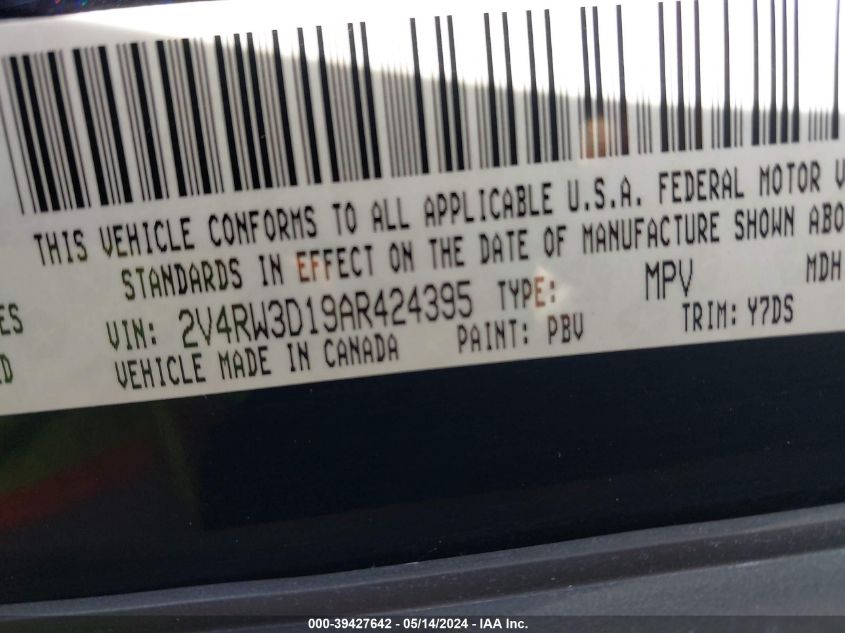 THIS VEHICLE CONFORMS TO ALL APPLICABLE U.S.A. FEDERAL MOTOR V
STANDARDS IN EFFECT ON THE DATE OF MANUFACTURE SHOWN ABO
ES
VIN: 2V4RW3D19AR424395 TYPE: MPV MDH
D
VEHICLE MADE IN CANADA PAINT: PBV TRIM: Y7DS
000-39427642 - 05/14/2024 - IAA Inc.